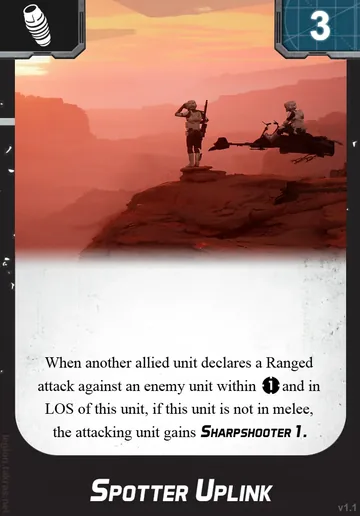 3
When another allied unit declares a Ranged
attack against an enemy unit within 1 and in
LOS of this unit, if this unit is not in melee,
the attacking unit gains SHARPSHOOTER 1.
SPOTTER UPLINK
v1.1